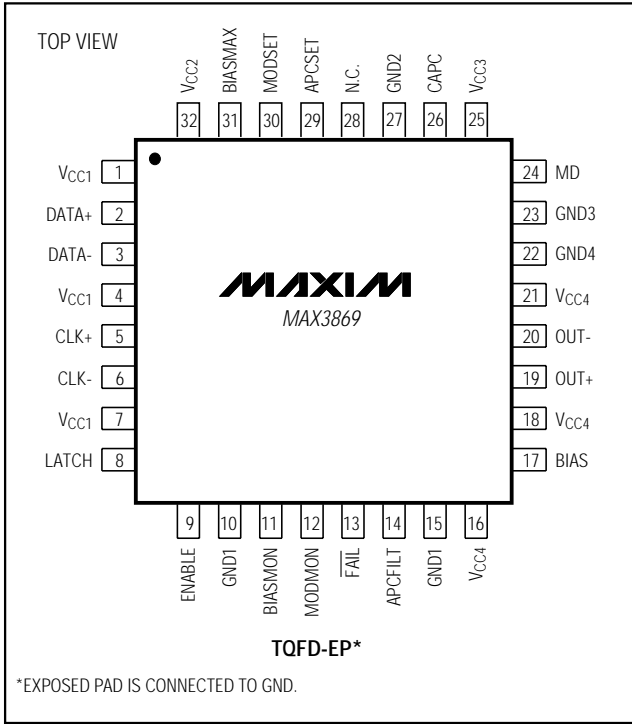 TOP VIEW
VCC2
BIASMAX
MODSET
APCSET
N.C.
GND2
CAPC
VCC3
32
31
30
29
28
27
26
25
VCC1 1
DATA+ 2
DATA- 3
VCC1 4
CLK+ 5
CLK- 6
VCC1 7
LATCH 8
MAXIM
MAX3869
24 MD
23 GND3
22 GND4
21 VCC4
20 OUT-
19 OUT+
18 VCC4
17 BIAS
9
10
11
12
13
14
15
16
ENABLE
GND1
BIASMON
MODMON
FAIL
APCFILT
GND1
VCC4
TQFD-EP*
*EXPOSED PAD IS CONNECTED TO GND.